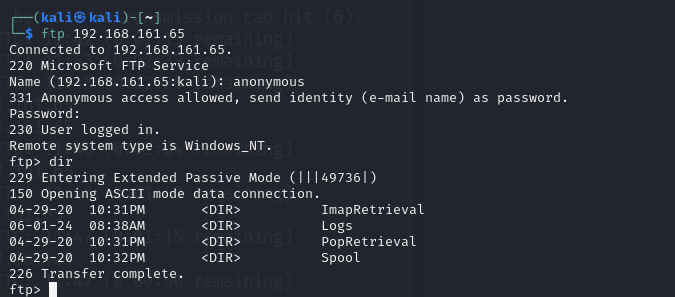 mission cap hit (6).
┌──(kali㉿kali)-[~]
└─$ ftp 192.168.161.65
Connected to 192.168.161.65.
220 Microsoft FTP Service
Name (192.168.161.65:kali): anonymous
331 Anonymous access allowed, send identity (e-mail name) as password.
Password:
230 User logged in.
Remote system type is Windows_NT.
ftp> dir
229 Entering Extended Passive Mode (|||49736|)
150 Opening ASCII mode data connection.
04-29-20  10:31PM       <DIR>          ImapRetrieval
06-01-24  08:38AM       <DIR>          Logs
04-29-20  10:31PM       <DIR>          PopRetrieval
04-29-20  10:32PM       <DIR>          Spool
226 Transfer complete.
ftp>